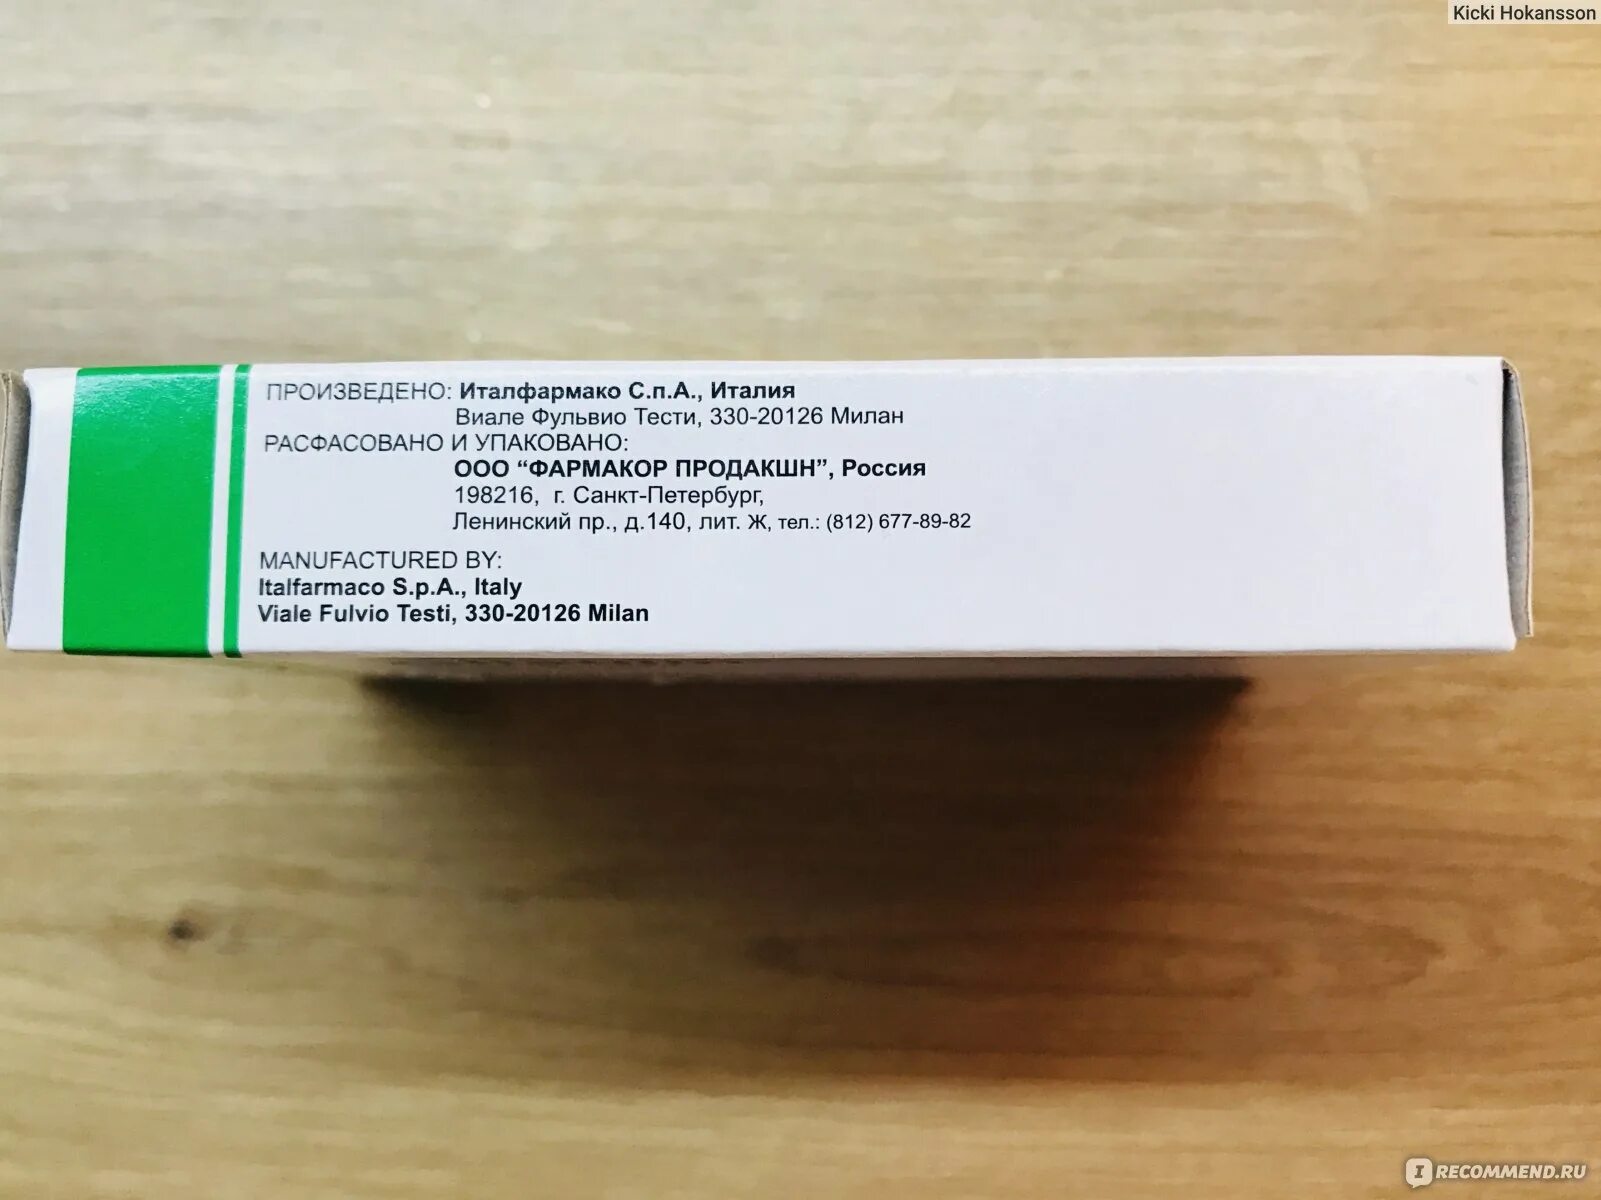 Kicki Hokansson
ПРОИЗВЕДЕНО: Италфармако С.п.А., Италия
Виале Фульвио Тести, 330-20126 Милан
РАСФАСОВАНО И УПАКОВАНО:
ООО “ФАРМАКОР ПРОДАКШН”, Россия
198216, г. Санкт-Петербург,
Ленинский пр., д.140, лит. Ж, тел.: (812) 677-89-82
MANUFACTURED BY:
Italfarmaco S.p.A., Italy
Viale Fulvio Testi, 330-20126 Milan
IRECOMMEND.RU